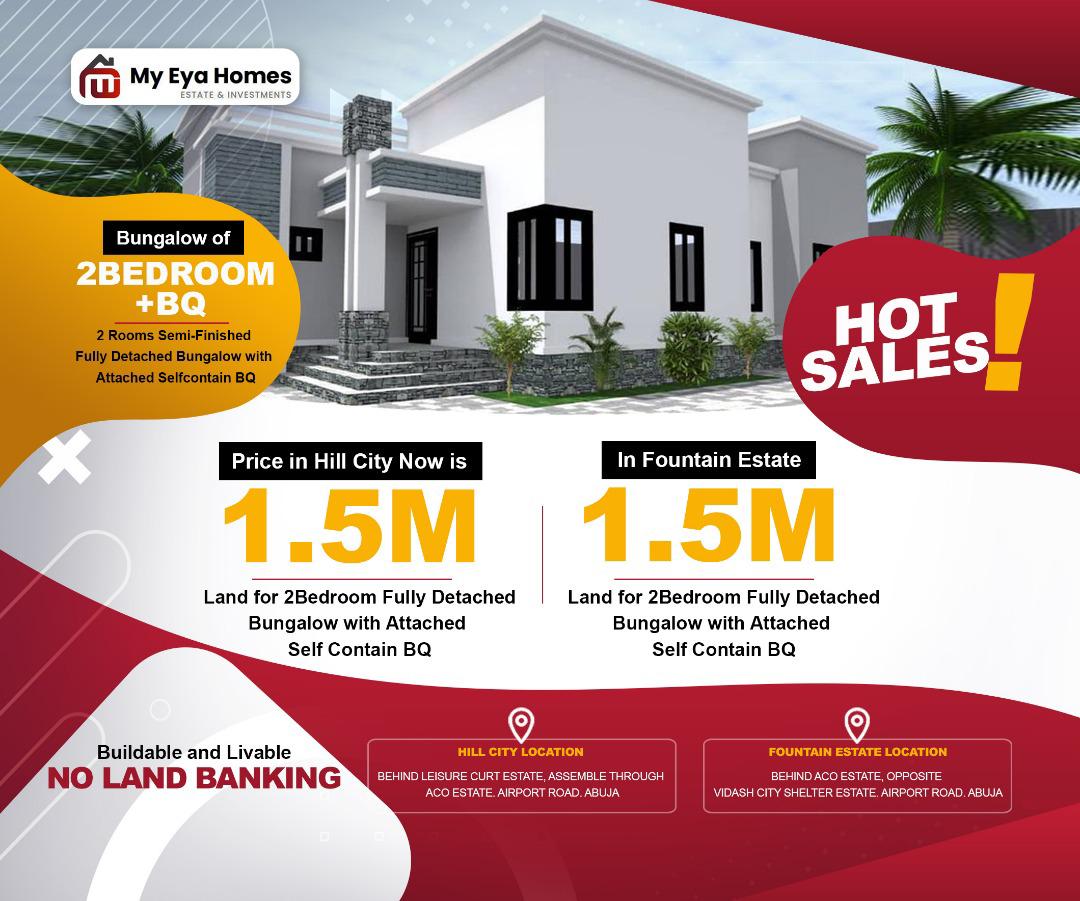 My Eya Homes
ESTATE & INVESTMENTS
Bungalow of
2BEDROOM
+BQ
2 Rooms Semi-Finished
Fully Detached Bungalow with
Attached Selfcontain BQ
HOT
SALES!
Price in Hill City Now is
1.5M
Land for 2Bedroom Fully Detached
Bungalow with Attached
Self Contain BQ
In Fountain Estate
1.5M
Land for 2Bedroom Fully Detached
Bungalow with Attached
Self Contain BQ
Buildable and Livable
NO LAND BANKING
HILL CITY LOCATION
BEHIND LEISURE CURT ESTATE, ASSEMBLE THROUGH
ACO ESTATE. AIRPORT ROAD. ABUJA
FOUNTAIN ESTATE LOCATION
BEHIND ACO ESTATE, OPPOSITE
VIDASH CITY SHELTER ESTATE. AIRPORT ROAD. ABUJA